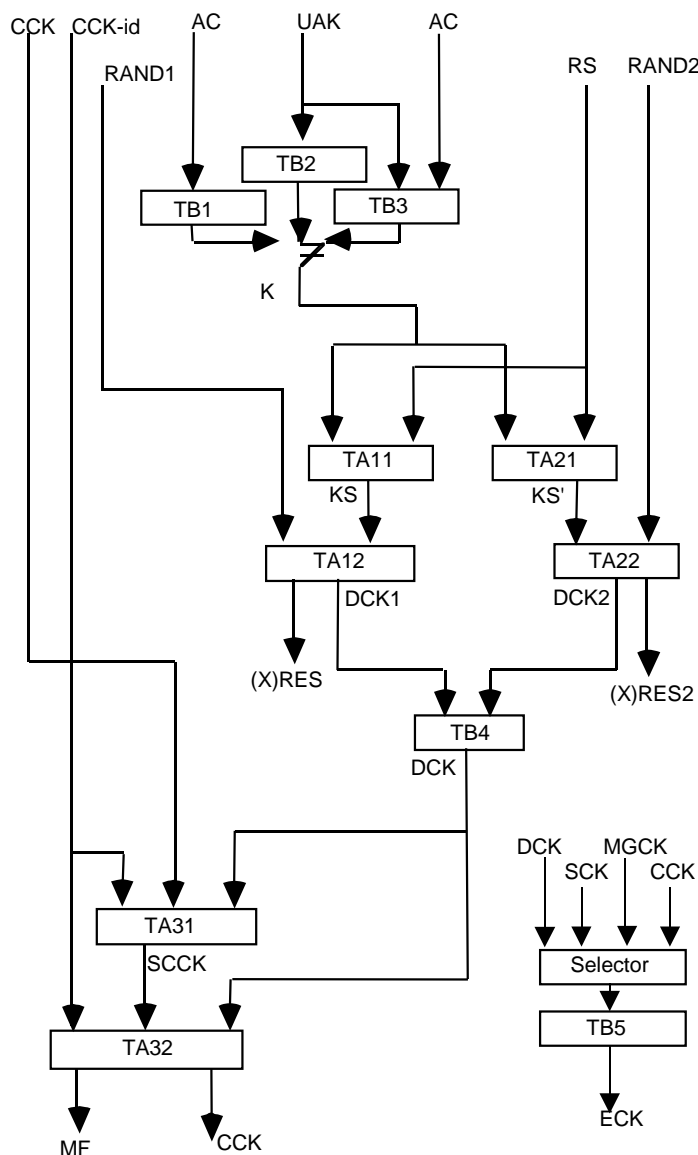 CCK CCK-id AC UAK AC
RAND1 RS RAND2
TB2
TB1 TB3
K
TA11 TA21
KS KS'
TA12 TA22
DCK1 DCK2
(X)RES (X)RES2
TB4
DCK
DCK MGCK
SCK CCK
TA31
SCCK Selector
TB5
TA32
ECK
MF CCK